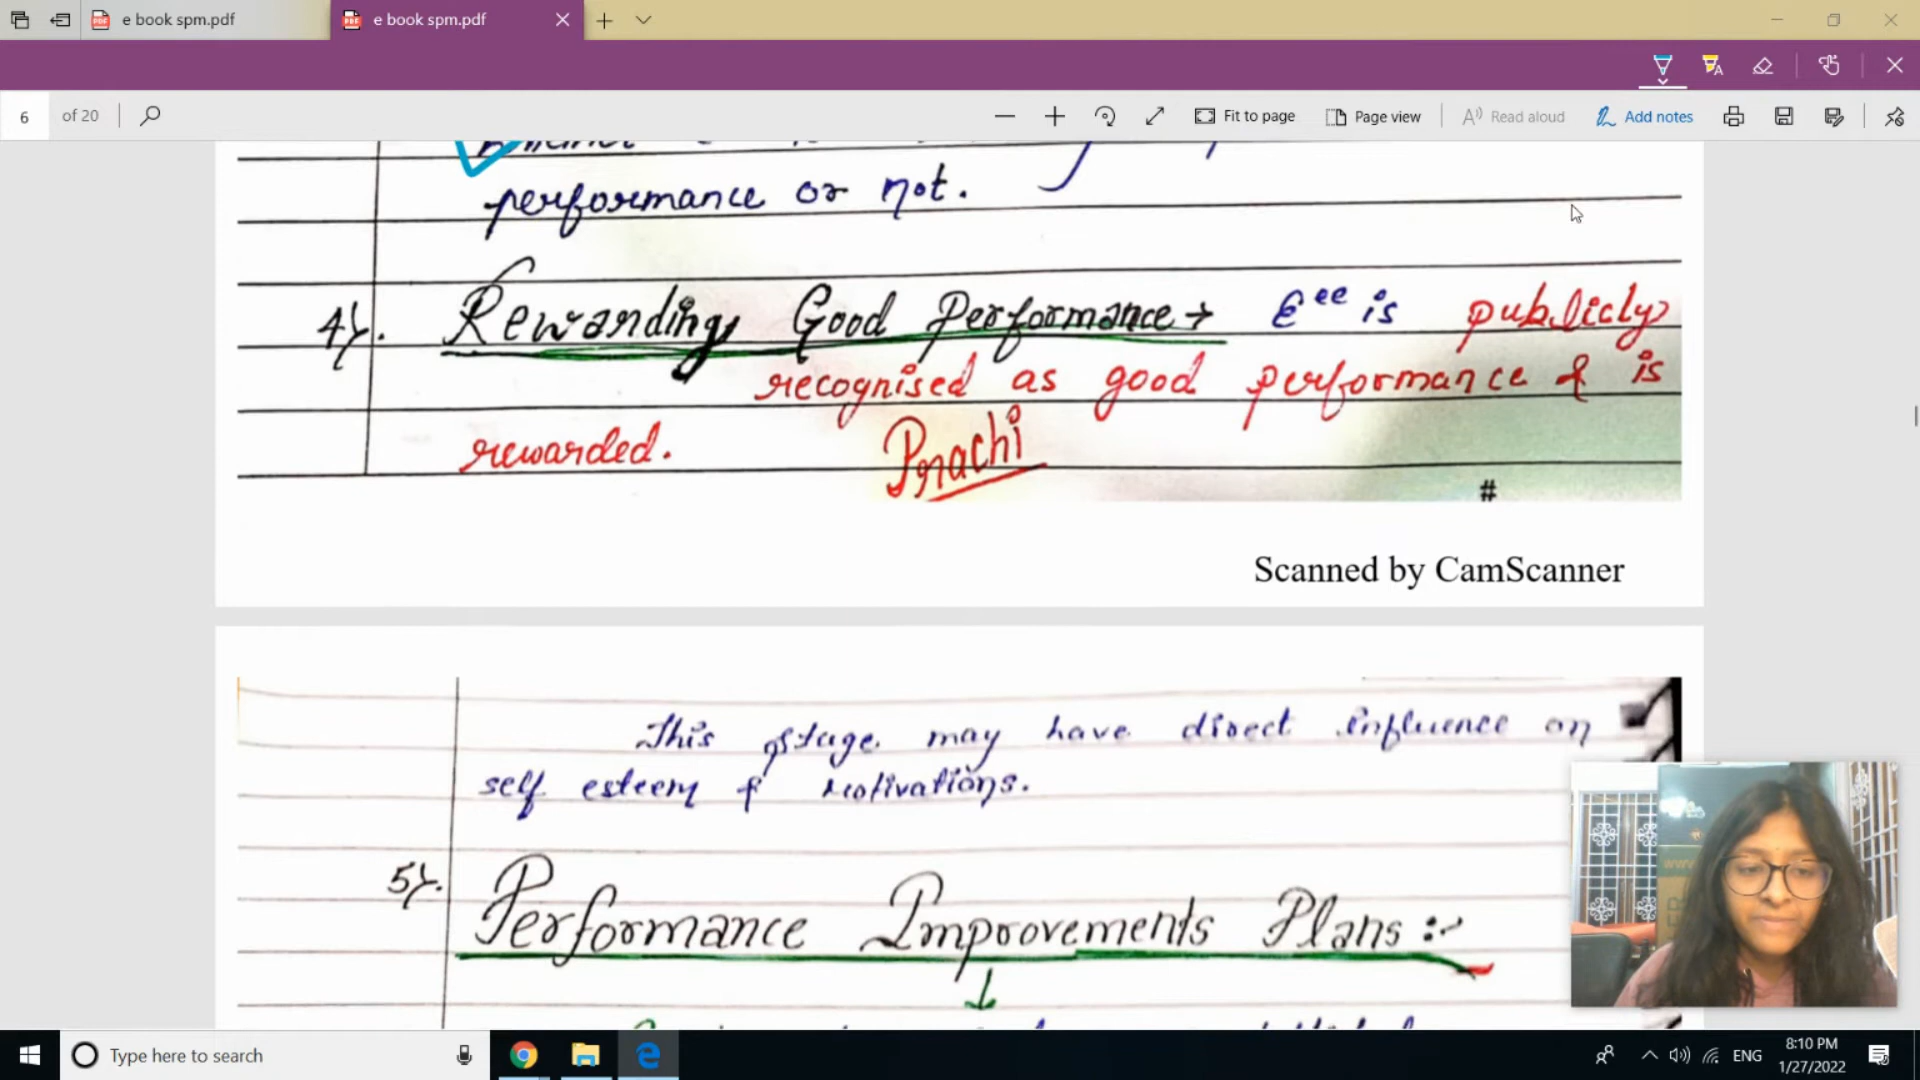 e book spm.pdf
e book spm.pdf
6 of 20
Fit to page
Page view
Read aloud
Add notes
performance or not.
4}. Rewarding Good Performance → Eee is publicly
recognised as good performance & is
rewarded. Prachi
#
Scanned by CamScanner
This stage may have direct influence on
self esteem & motivations.
5}. Performance Improvements Plans :-
Type here to search
ENG
8:10 PM
1/27/2022